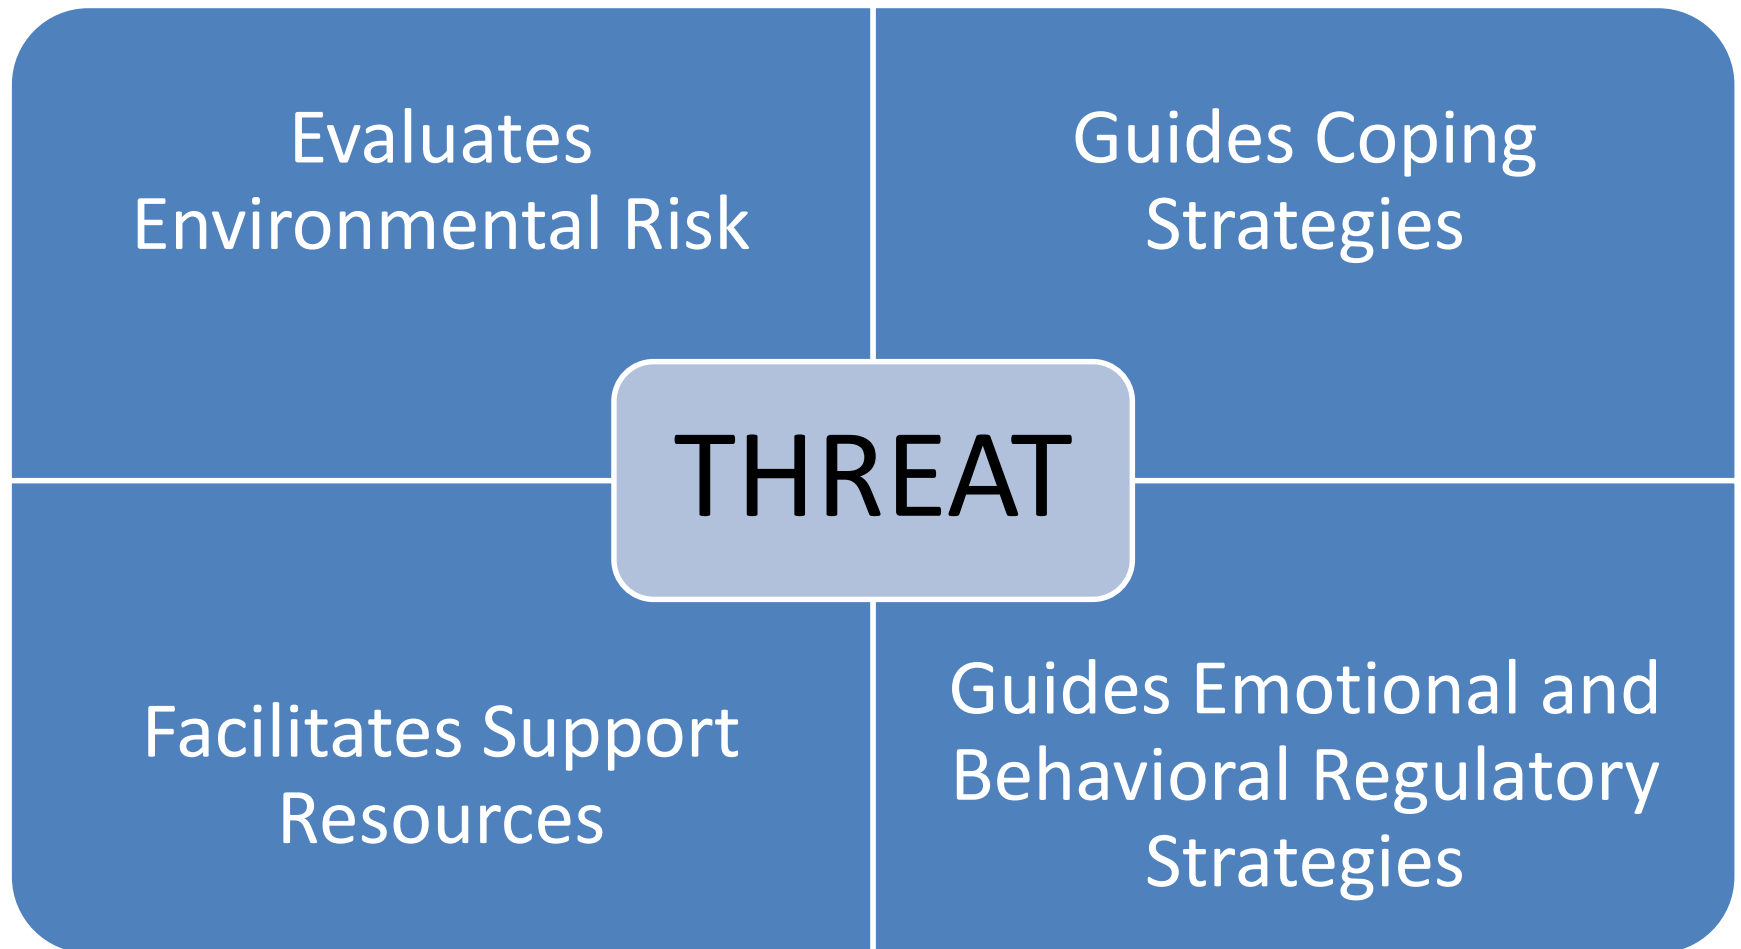 Evaluates
Environmental Risk
Guides Coping
Strategies
THREAT
Facilitates Support
Resources
Guides Emotional and
Behavioral Regulatory
Strategies